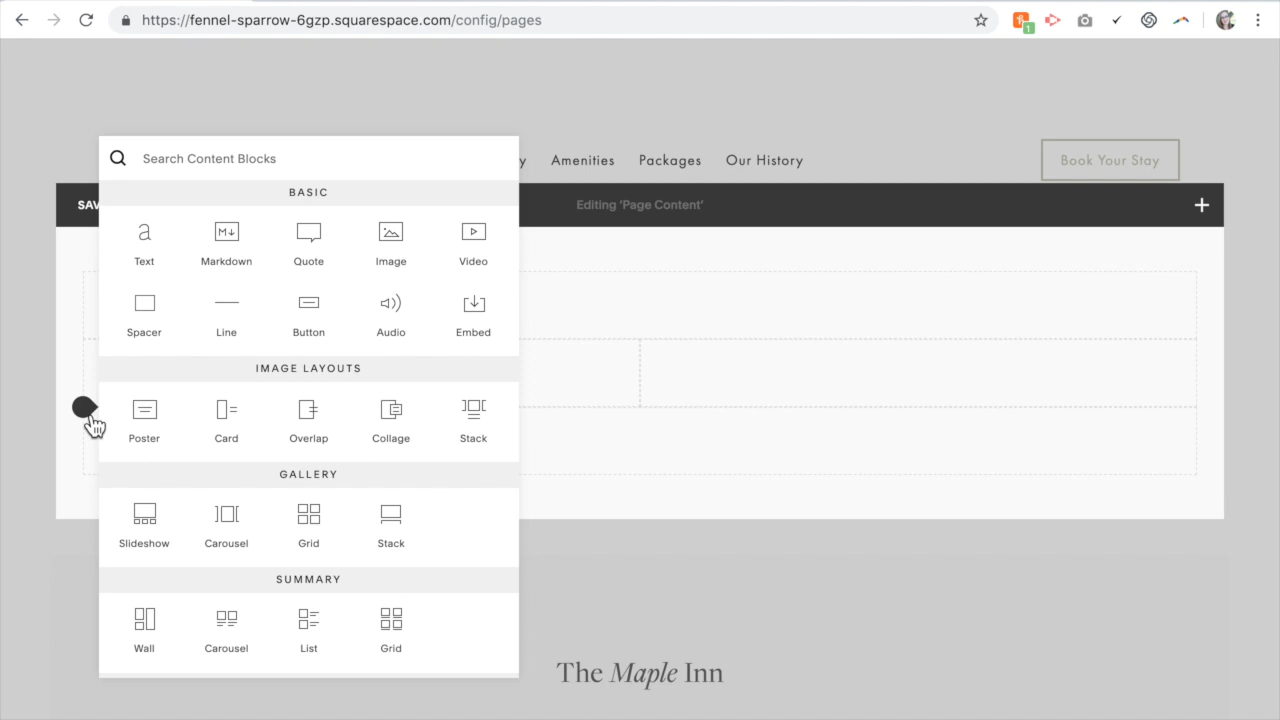 https://fennel-sparrow-6gzp.squarespace.com/config/pages
1
Search Content Blocks
y Amenities Packages Our History Book Your Stay
SAV Editing 'Page Content' +
BASIC
a M↓
Text Markdown Quote Image Video
Spacer Line Button Audio Embed
IMAGE LAYOUTS
Poster Card Overlap Collage Stack
GALLERY
Slideshow Carousel Grid Stack
SUMMARY
Wall Carousel List Grid
The Maple Inn